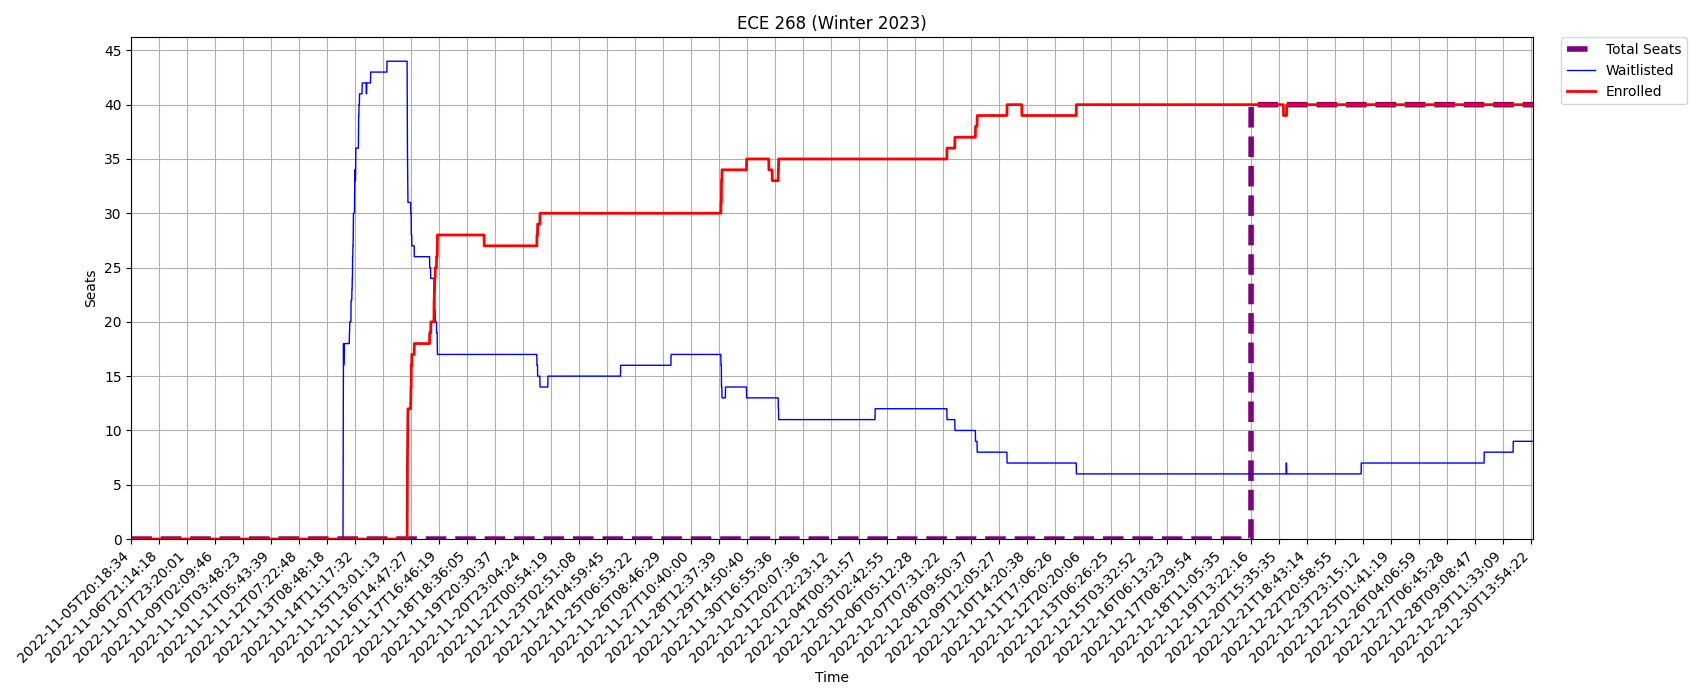 ECE 268 (Winter 2023)
Total Seats
Waitlisted
Enrolled
45
40
35
30
25
20
15
10
5
0
Seats
2022-11-05T20:18:34
2022-11-06T21:14:18
2022-11-07T23:20:01
2022-11-09T02:09:46
2022-11-10T03:48:23
2022-11-11T05:43:39
2022-11-12T07:22:48
2022-11-13T08:48:18
2022-11-14T11:17:32
2022-11-15T13:01:13
2022-11-16T14:47:27
2022-11-17T16:46:19
2022-11-18T18:36:05
2022-11-19T20:30:37
2022-11-20T23:04:24
2022-11-22T00:54:19
2022-11-23T02:51:08
2022-11-24T04:59:45
2022-11-25T06:53:22
2022-11-26T08:46:29
2022-11-27T10:40:00
2022-11-28T12:37:39
2022-11-29T14:50:40
2022-11-30T16:55:36
2022-12-01T20:07:36
2022-12-02T22:23:12
2022-12-04T00:31:57
2022-12-05T02:42:55
2022-12-06T05:12:28
2022-12-07T07:31:22
2022-12-08T09:50:37
2022-12-09T12:05:27
2022-12-10T14:20:38
2022-12-11T17:06:26
2022-12-12T20:20:06
2022-12-13T06:26:25
2022-12-15T03:32:52
2022-12-16T06:13:23
2022-12-17T08:29:54
2022-12-18T11:05:35
2022-12-19T13:22:16
2022-12-20T15:35:35
2022-12-21T18:43:14
2022-12-22T20:58:55
2022-12-23T23:15:12
2022-12-25T01:41:19
2022-12-26T04:06:59
2022-12-27T06:45:28
2022-12-28T09:08:47
2022-12-29T11:33:09
2022-12-30T13:54:22
Time